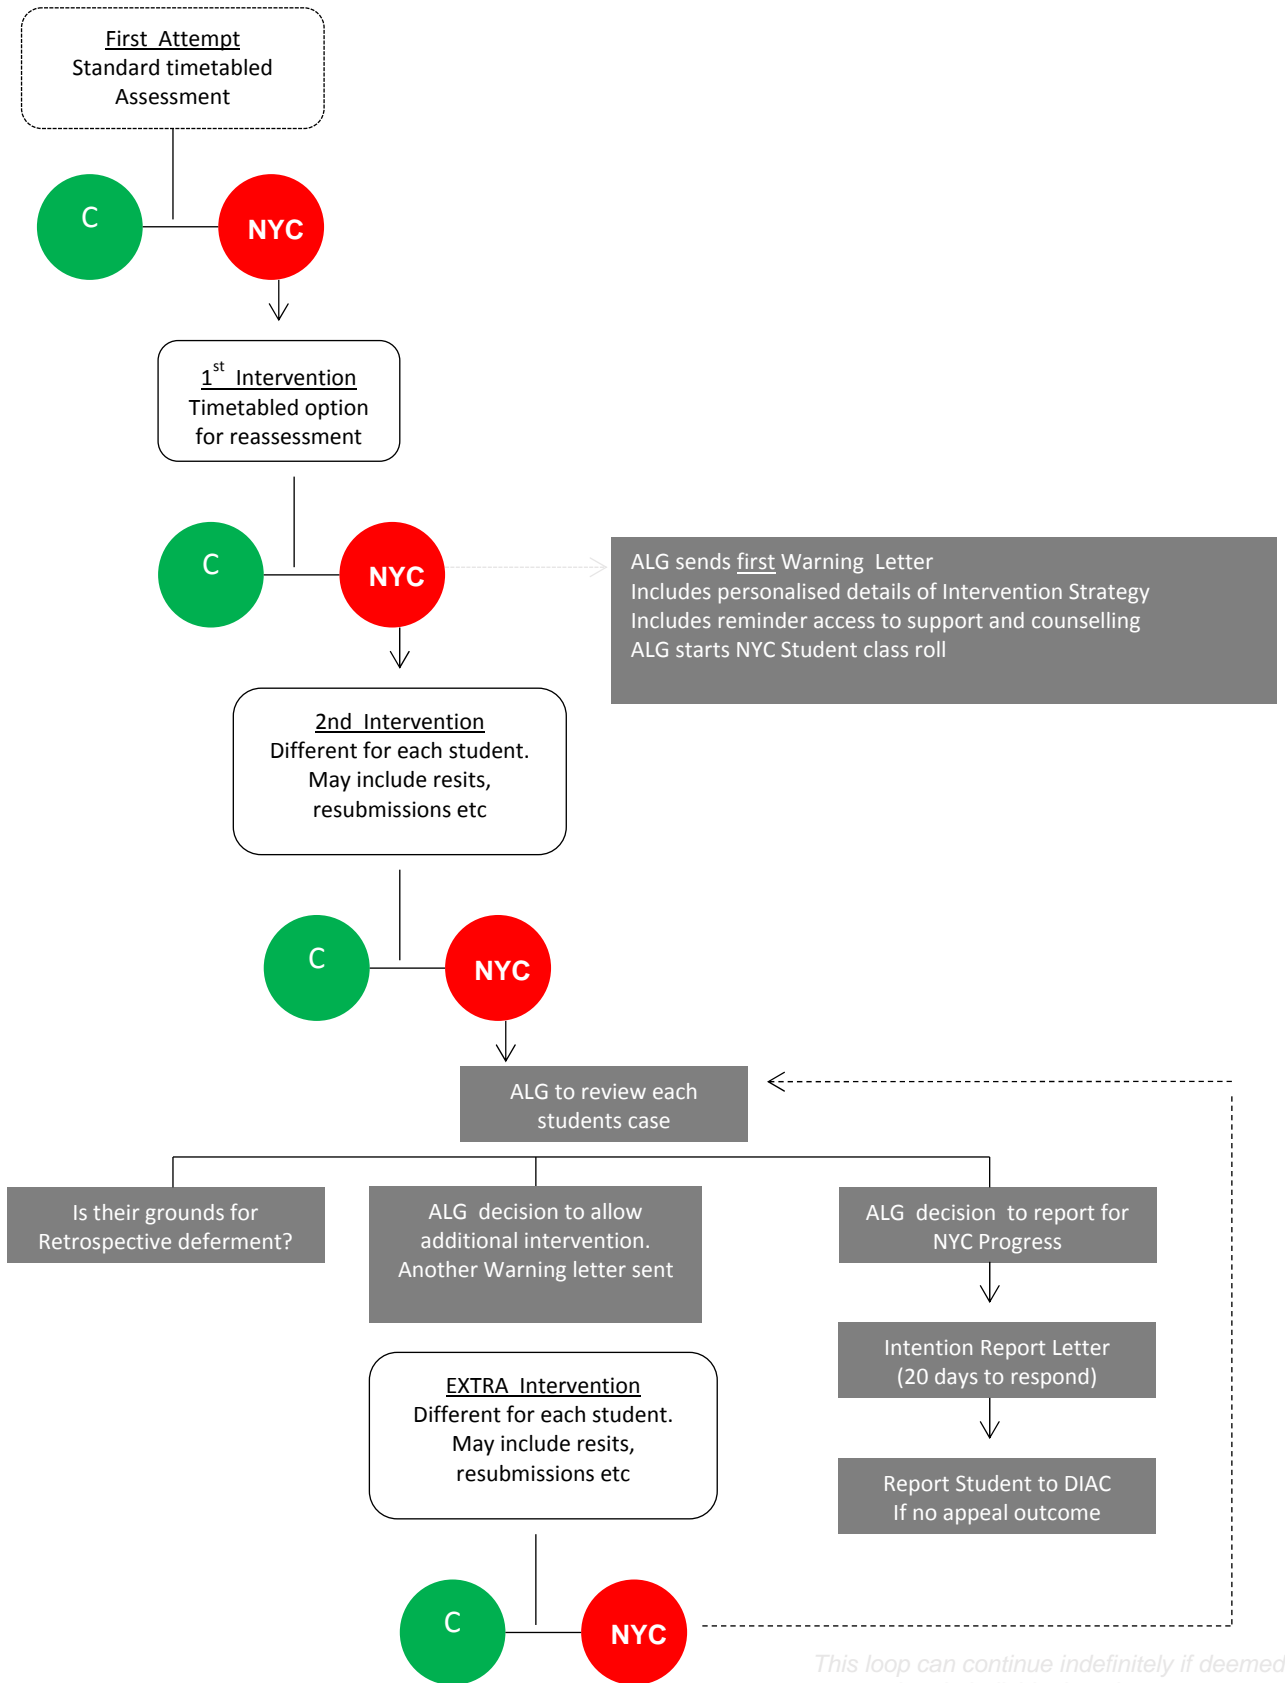 First Attempt
Standard timetabled
Assessment
C
NYC
1st Intervention
Timetabled option
for reassessment
C
NYC
ALG sends first Warning Letter
Includes personalised details of Intervention Strategy
Includes reminder access to support and counselling
ALG starts NYC Student class roll
2nd Intervention
Different for each student.
May include resits,
resubmissions etc
C
NYC
ALG to review each
students case
Is their grounds for
Retrospective deferment?
ALG decision to allow
additional intervention.
Another Warning letter sent
ALG decision to report for
NYC Progress
Intention Report Letter
(20 days to respond)
EXTRA Intervention
Different for each student.
May include resits,
resubmissions etc
Report Student to DIAC
If no appeal outcome
C
NYC
This loop can continue indefinitely if deemed